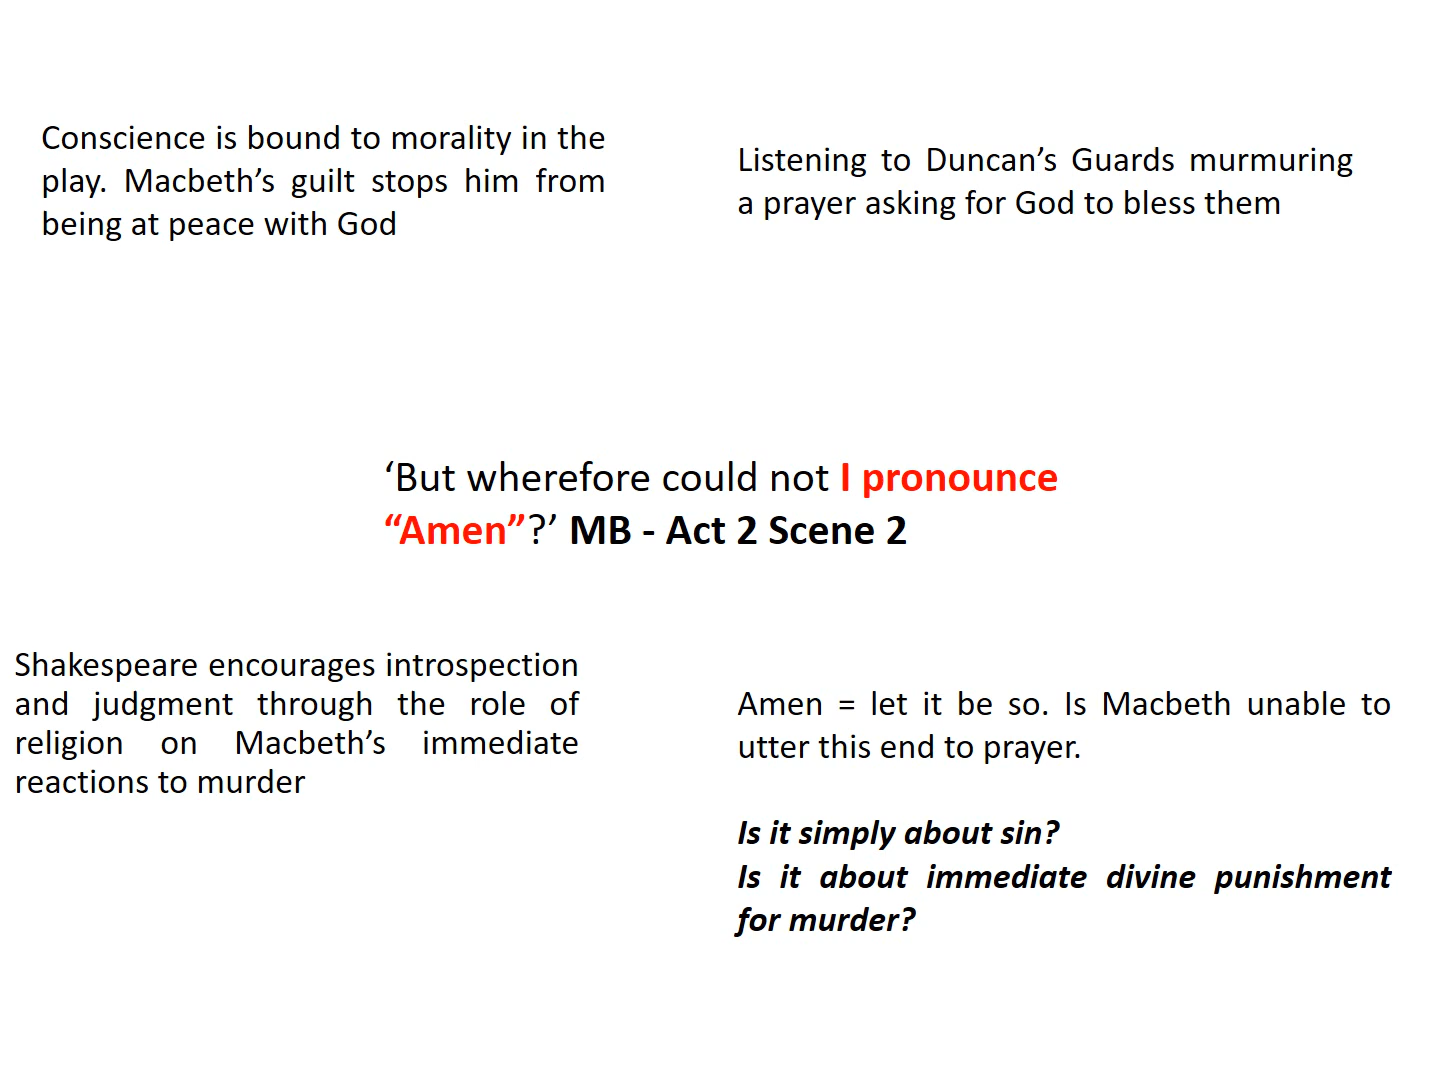 Conscience is bound to morality in the
play. Macbeth’s guilt stops him from
being at peace with God
Listening to Duncan’s Guards murmuring
a prayer asking for God to bless them
‘But wherefore could not I pronounce
“Amen”?’ MB - Act 2 Scene 2
Shakespeare encourages introspection
and judgment through the role of
religion on Macbeth’s immediate
reactions to murder
Amen = let it be so. Is Macbeth unable to
utter this end to prayer.
Is it simply about sin?
Is it about immediate divine punishment
for murder?